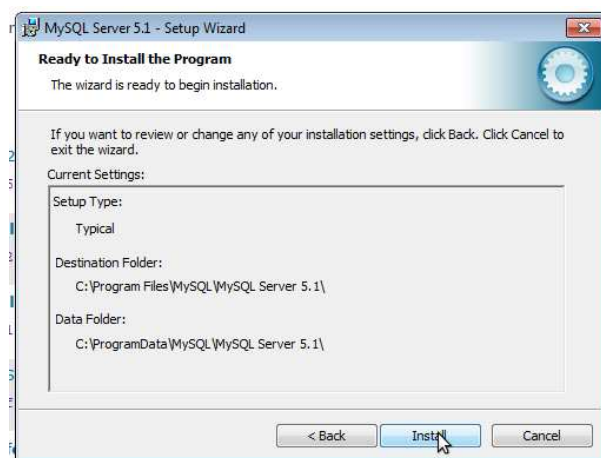 MySQL Server 5.1 - Setup Wizard
Ready to Install the Program
The wizard is ready to begin installation.
If you want to review or change any of your installation settings, click Back. Click Cancel to
exit the wizard.
Current Settings:
Setup Type:
Typical
Destination Folder:
C:\Program Files\MySQL\MySQL Server 5.1\
Data Folder:
C:\ProgramData\MySQL\MySQL Server 5.1\
< Back Install Cancel